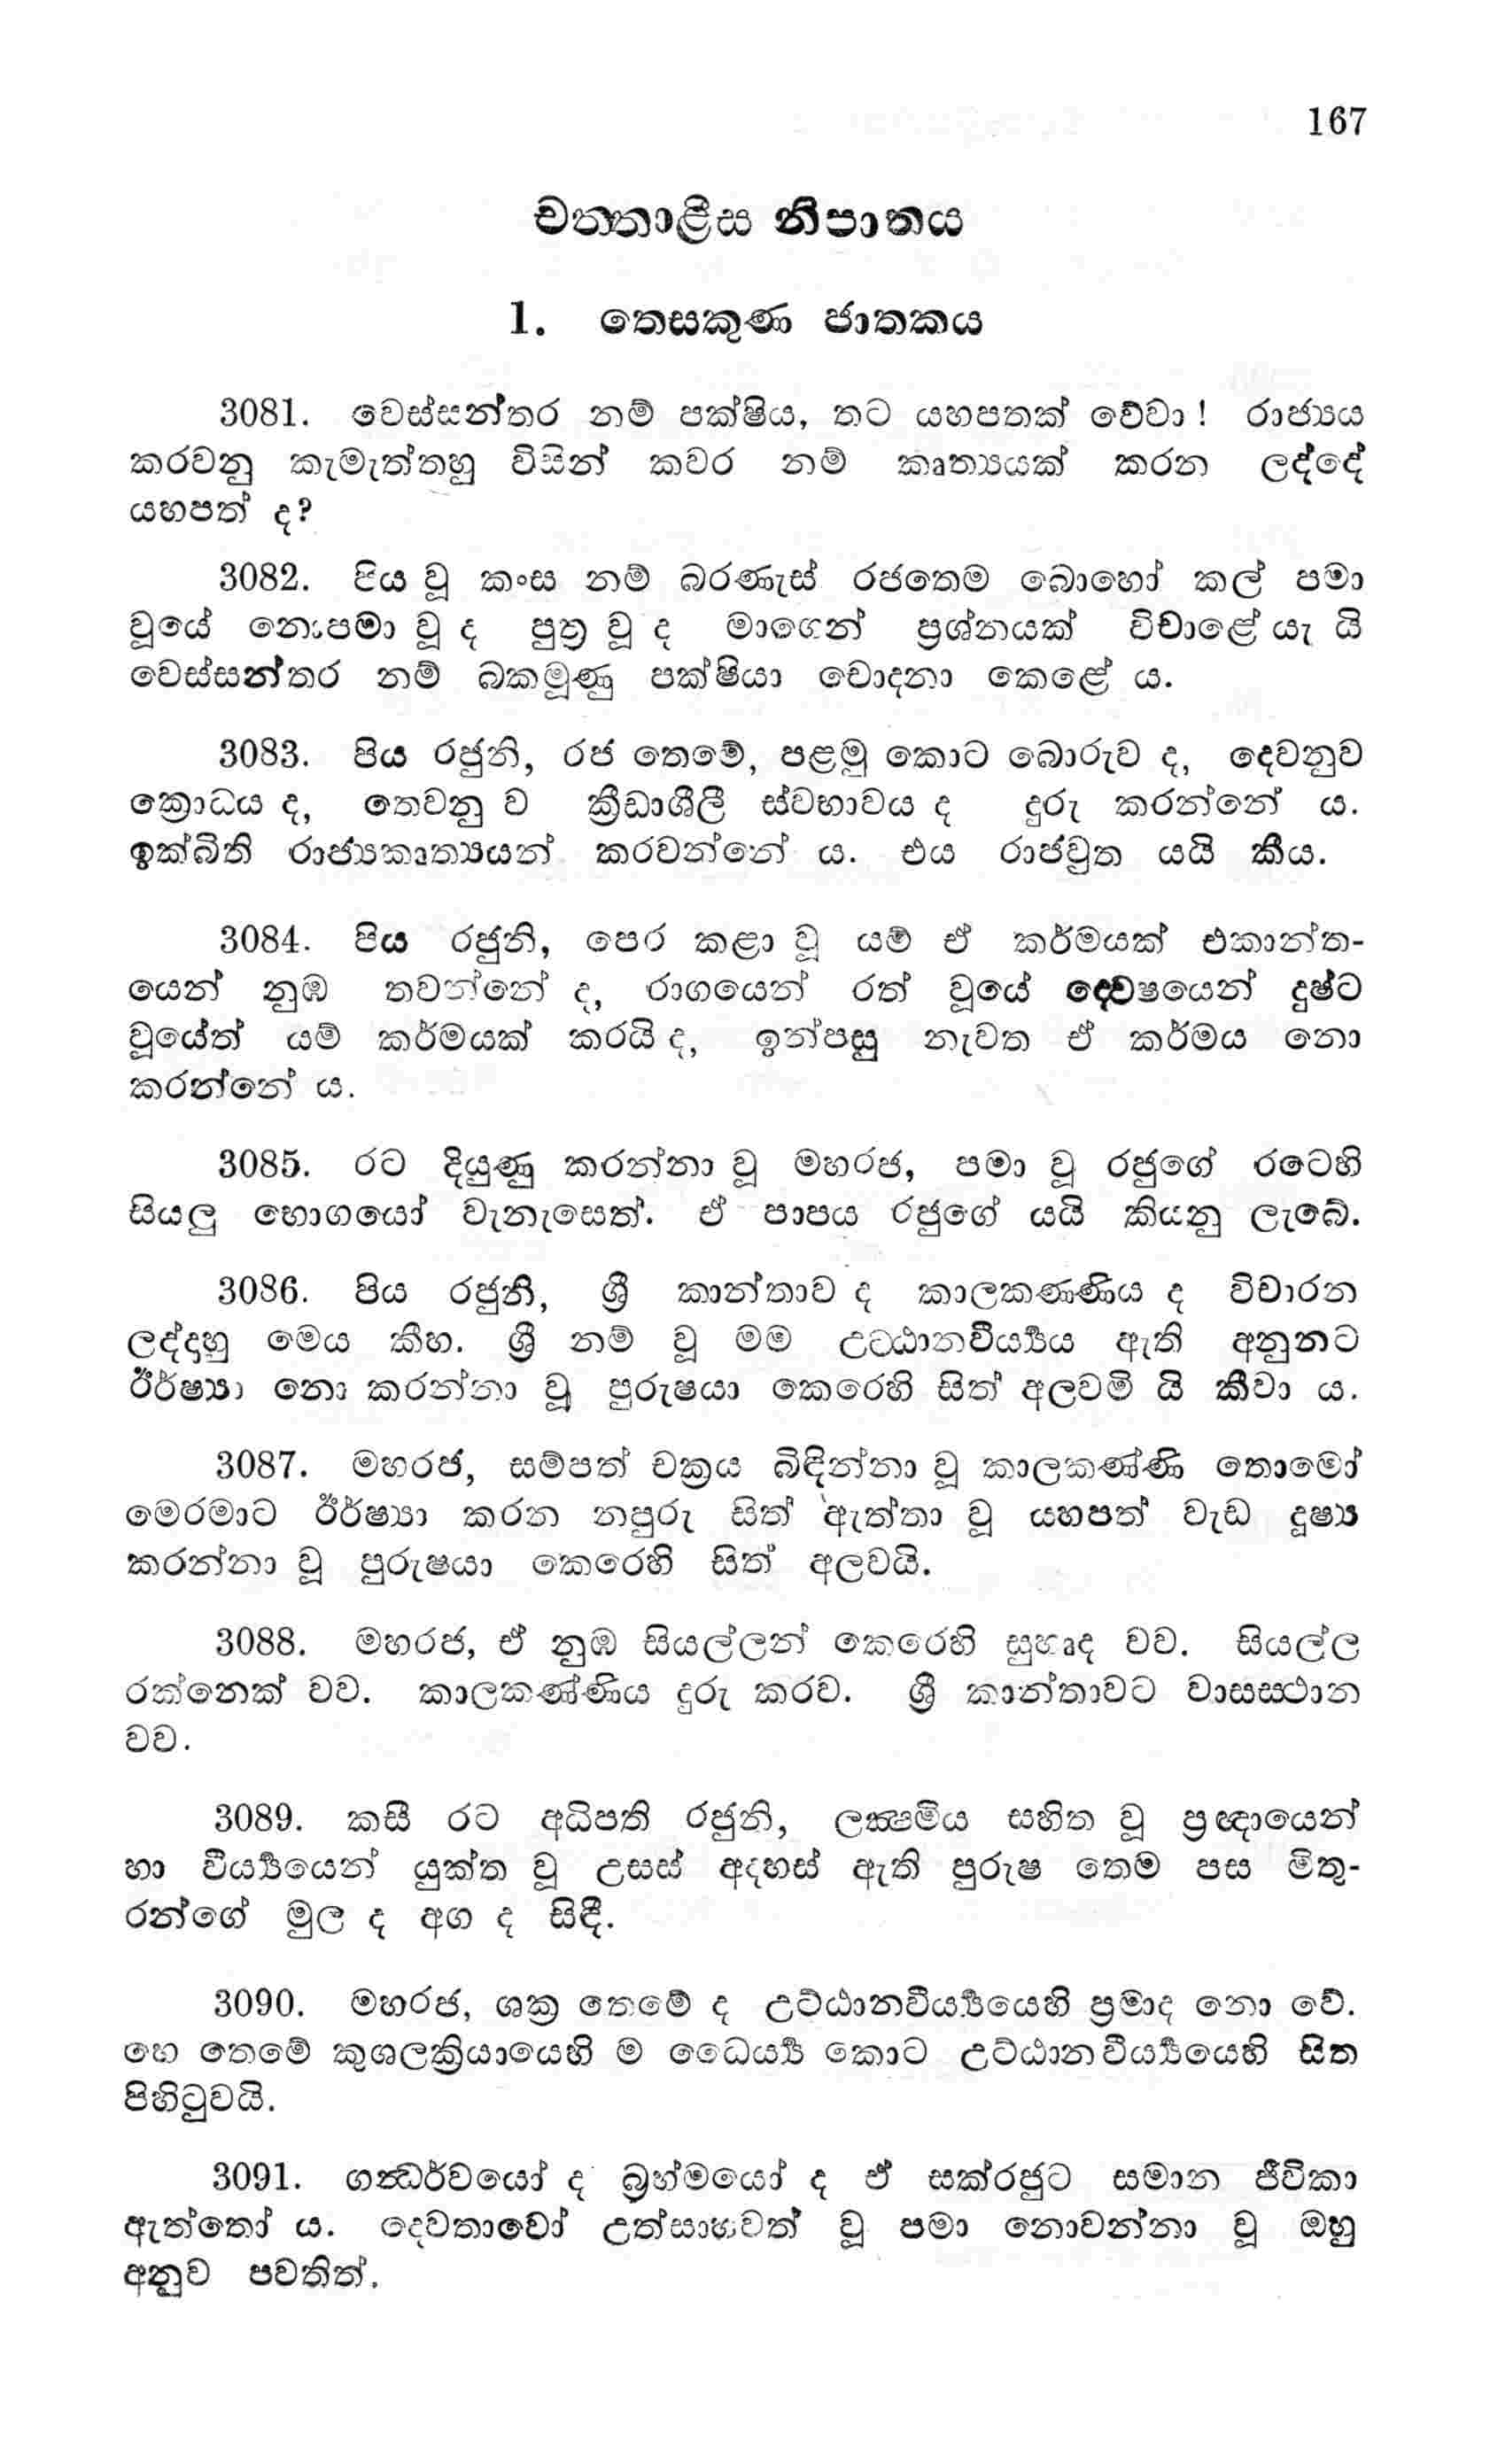 167
චත්තාළීස නිපාතය
1. තෙසකුණ ජාතකය
3081. වෙස්සන්තර නම් පක්ෂිය, තට යහපතක් වේවා! රාජ්‍යය
කරවනු කැමැත්තහු විසින් කවර නම් කෘත්‍යයක් කරන ලද්දේ
යහපත් ද?
3082. පිය වූ කංස නම් බරණැස් රජතෙම බොහෝ කල් පමා
වූයේ නොපමා වූ ද පුත්‍ර වූ ද මාගෙන් ප්‍රශ්නයක් විචාළේ යැ යි
වෙස්සන්තර නම් බකමූණු පක්ෂියා චොදනා කෙළේ ය.
3083. පිය රජුනි, රජ තෙමේ, පළමු කොට බොරුව ද, දෙවනුව
ක්‍රොධය ද, තෙවනු ව ක්‍රීඩාශීලී ස්වභාවය ද දුරු කරන්නේ ය.
ඉක්බිති රාජ්‍යකෘත්‍යයන් කරවන්නේ ය. එය රාජවුත යයි කීය.
3084. පිය රජුනි, පෙර කළා වූ යම් ඒ කර්මයක් එකාන්ත-
යෙන් නුඹ තවන්නේ ද, රාගයෙන් රත් වූයේ ද්වෙෂයෙන් දුෂ්ට
වූයේත් යම් කර්මයක් කරයි ද, ඉන්පසු නැවත ඒ කර්මය නො
කරන්නේ ය.
3085. රට දියුණු කරන්නා වූ මහරජ, පමා වූ රජුගේ රටෙහි
සියලු භොගයෝ වැනැසෙත්. ඒ පාපය රජුගේ යයි කියනු ලැබේ.
3086. පිය රජුනි, ශ්‍රී කාන්තාව ද කාලකණ්ණිය ද විචාරන
ලද්දහු මෙය කීහ. ශ්‍රී නම් වූ මම උට්ඨානවීර්‍ය්‍යය ඇති අනුනට
ඊර්ෂ්‍යා නො කරන්නා වූ පුරුෂයා කෙරෙහි සිත් අලවමි යි කීවා ය.
3087. මහරජ, සම්පත් චක්‍රය බිඳින්නා වූ කාලකණ්ණි තොමෝ
මෙරමාට ඊර්ෂ්‍යා කරන නපුරු සිත් ඇත්තා වූ යහපත් වැඩ දූෂ්‍ය
කරන්නා වූ පුරුෂයා කෙරෙහි සිත් අලවයි.
3088. මහරජ, ඒ නුඹ සියල්ලන් කෙරෙහි සුහෘද වව. සියල්ල
රක්නෙක් වව. කාලකණ්ණිය දුරු කරව. ශ්‍රී කාන්තාවට වාසස්ථාන
වව.
3089. කසී රට අධිපති රජුනි, ලක්‍ෂමිය සහිත වූ ප්‍රඥායෙන්
හා වීර්‍ය්‍යයෙන් යුක්ත වූ උසස් අදහස් ඇති පුරුෂ තෙම පස මිතු-
රන්ගේ මුල ද අග ද සිඳී.
3090. මහරජ, ශක්‍ර තෙමේ ද උට්ඨානවීර්‍ය්‍යයෙහි ප්‍රමාද නො වේ.
හෙ තෙමේ කුශලක්‍රියායෙහි ම ධෛර්‍ය්‍ය කොට උට්ඨානවීර්‍ය්‍යයෙහි සිත
පිහිටුවයි.
3091. ගන්‍ධර්වයෝ ද බ්‍රහ්මයෝ ද ඒ සක්රජුට සමාන ජීවිකා
ඇත්තෝ ය. දෙවතාවෝ උත්සාහවත් වූ පමා නොවන්නා වූ ඔහු
අනුව පවතිත්.